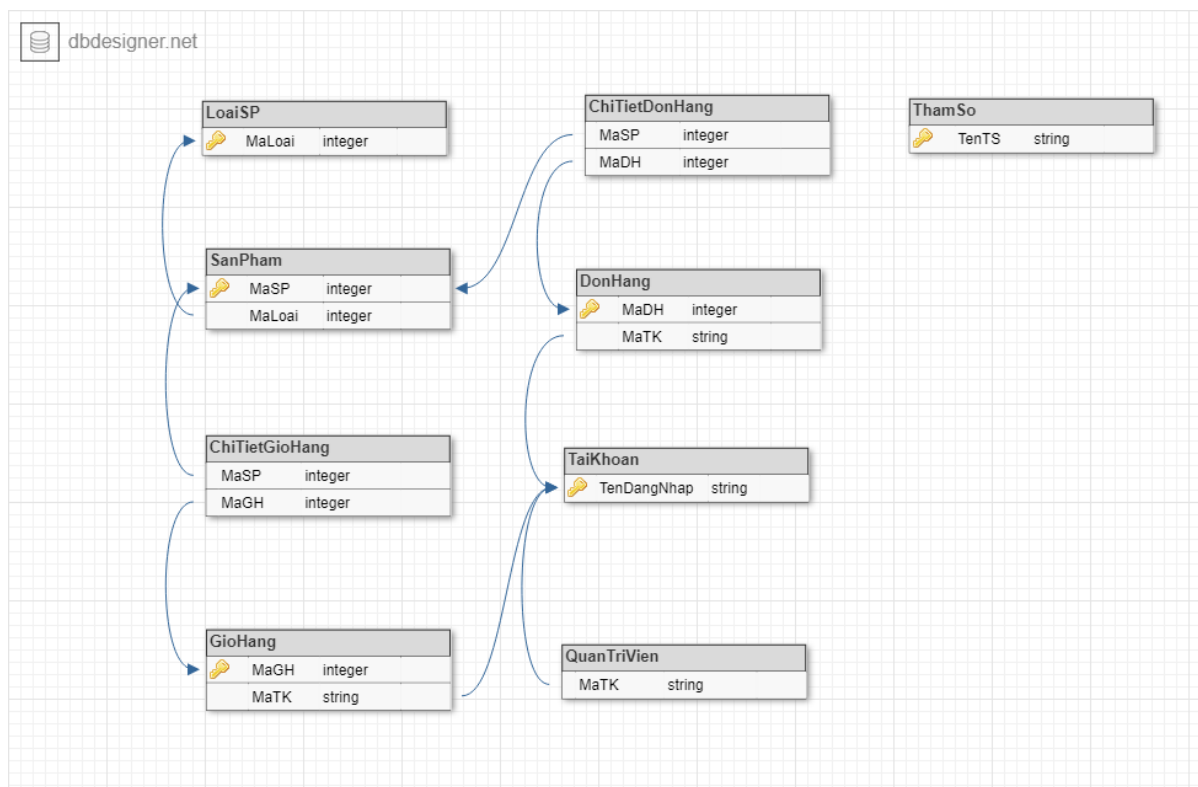 dbdesigner.net
LoaiSP
MaLoai integer
SanPham
MaSP integer
MaLoai integer
ChiTietGioHang
MaSP integer
MaGH integer
GioHang
MaGH integer
MaTK string
ChiTietDonHang
MaSP integer
MaDH integer
DonHang
MaDH integer
MaTK string
TaiKhoan
TenDangNhap string
QuanTriVien
MaTK string
ThamSo
TenTS string